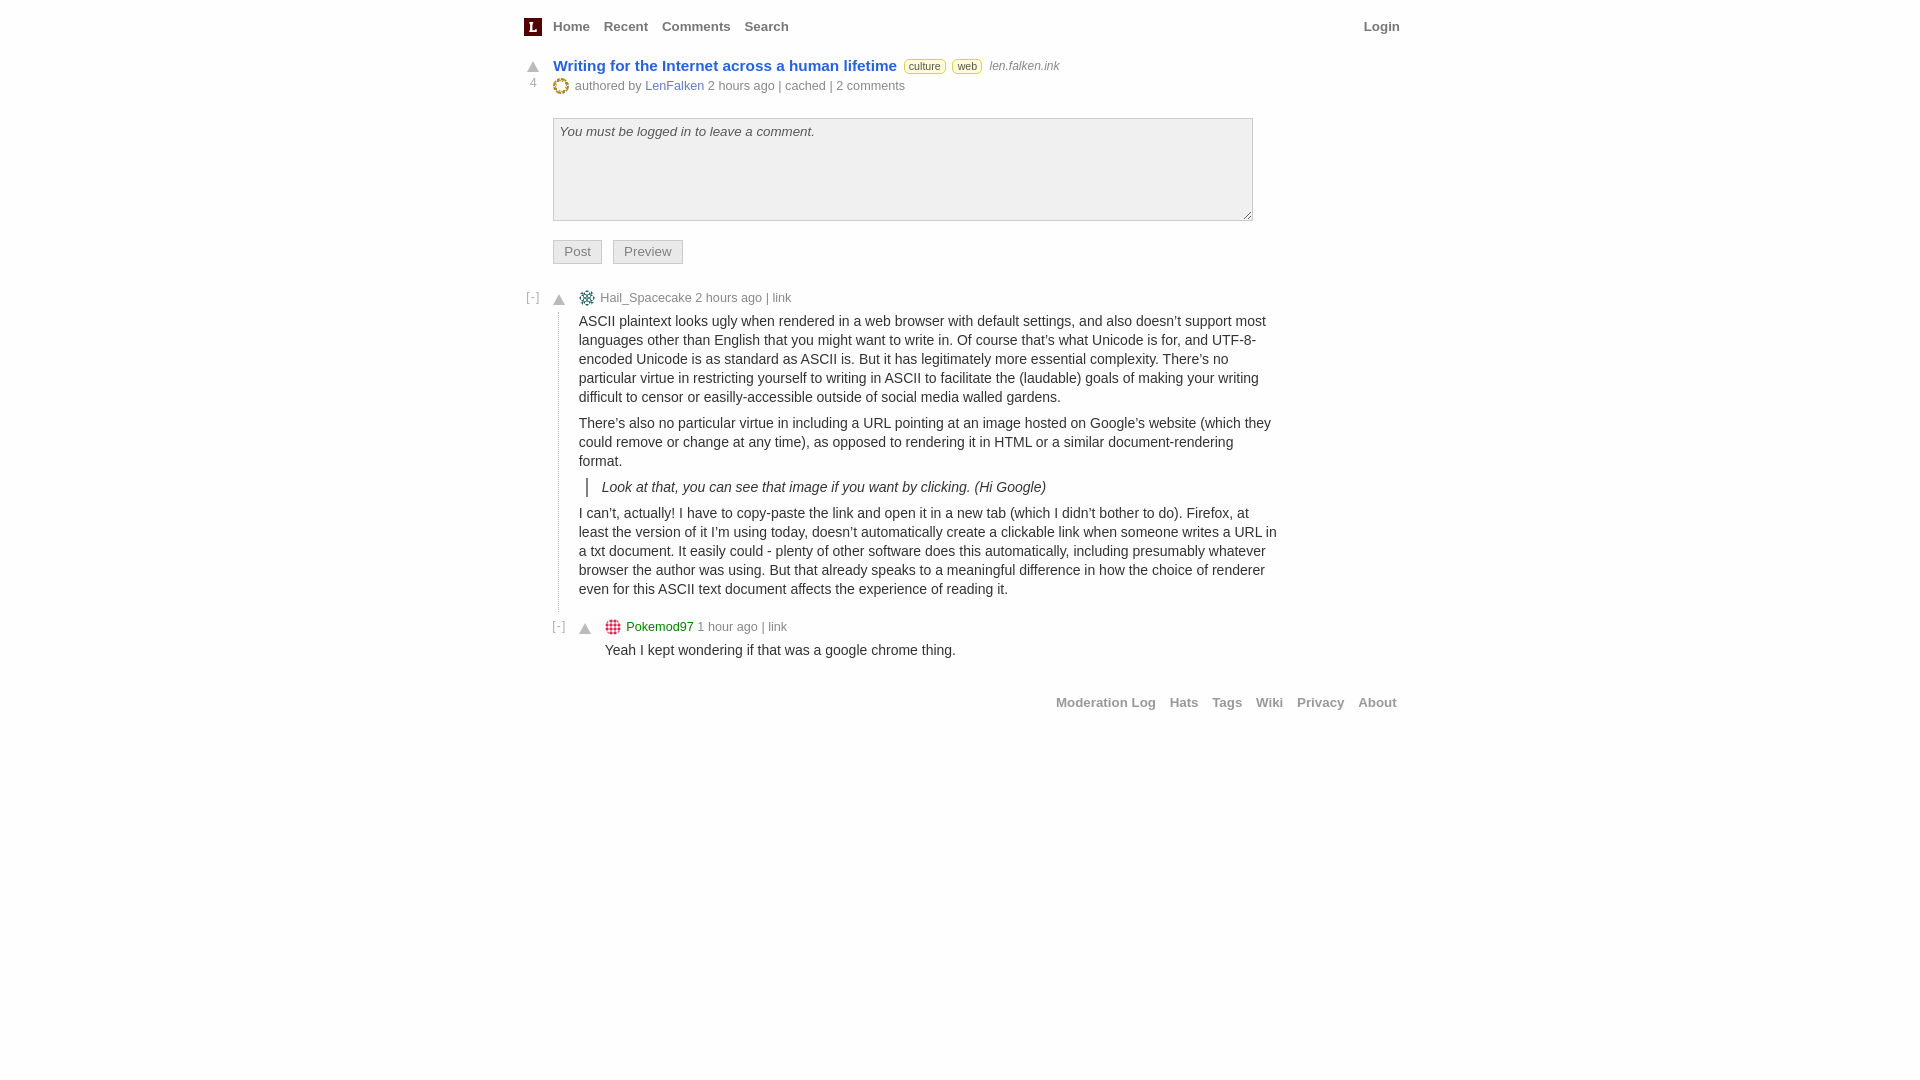 L Home Recent Comments Search Login
Writing for the Internet across a human lifetime culture web len.falken.ink
4
authored by LenFalken 2 hours ago | cached | 2 comments
You must be logged in to leave a comment.
Post Preview
[-] Hail_Spacecake 2 hours ago | link
ASCII plaintext looks ugly when rendered in a web browser with default settings, and also doesn’t support most
languages other than English that you might want to write in. Of course that’s what Unicode is for, and UTF-8-
encoded Unicode is as standard as ASCII is. But it has legitimately more essential complexity. There’s no
particular virtue in restricting yourself to writing in ASCII to facilitate the (laudable) goals of making your writing
difficult to censor or easilly-accessible outside of social media walled gardens.
There’s also no particular virtue in including a URL pointing at an image hosted on Google’s website (which they
could remove or change at any time), as opposed to rendering it in HTML or a similar document-rendering
format.
Look at that, you can see that image if you want by clicking. (Hi Google)
I can’t, actually! I have to copy-paste the link and open it in a new tab (which I didn’t bother to do). Firefox, at
least the version of it I’m using today, doesn’t automatically create a clickable link when someone writes a URL in
a txt document. It easily could - plenty of other software does this automatically, including presumably whatever
browser the author was using. But that already speaks to a meaningful difference in how the choice of renderer
even for this ASCII text document affects the experience of reading it.
[-] Pokemod97 1 hour ago | link
Yeah I kept wondering if that was a google chrome thing.
Moderation Log Hats Tags Wiki Privacy About